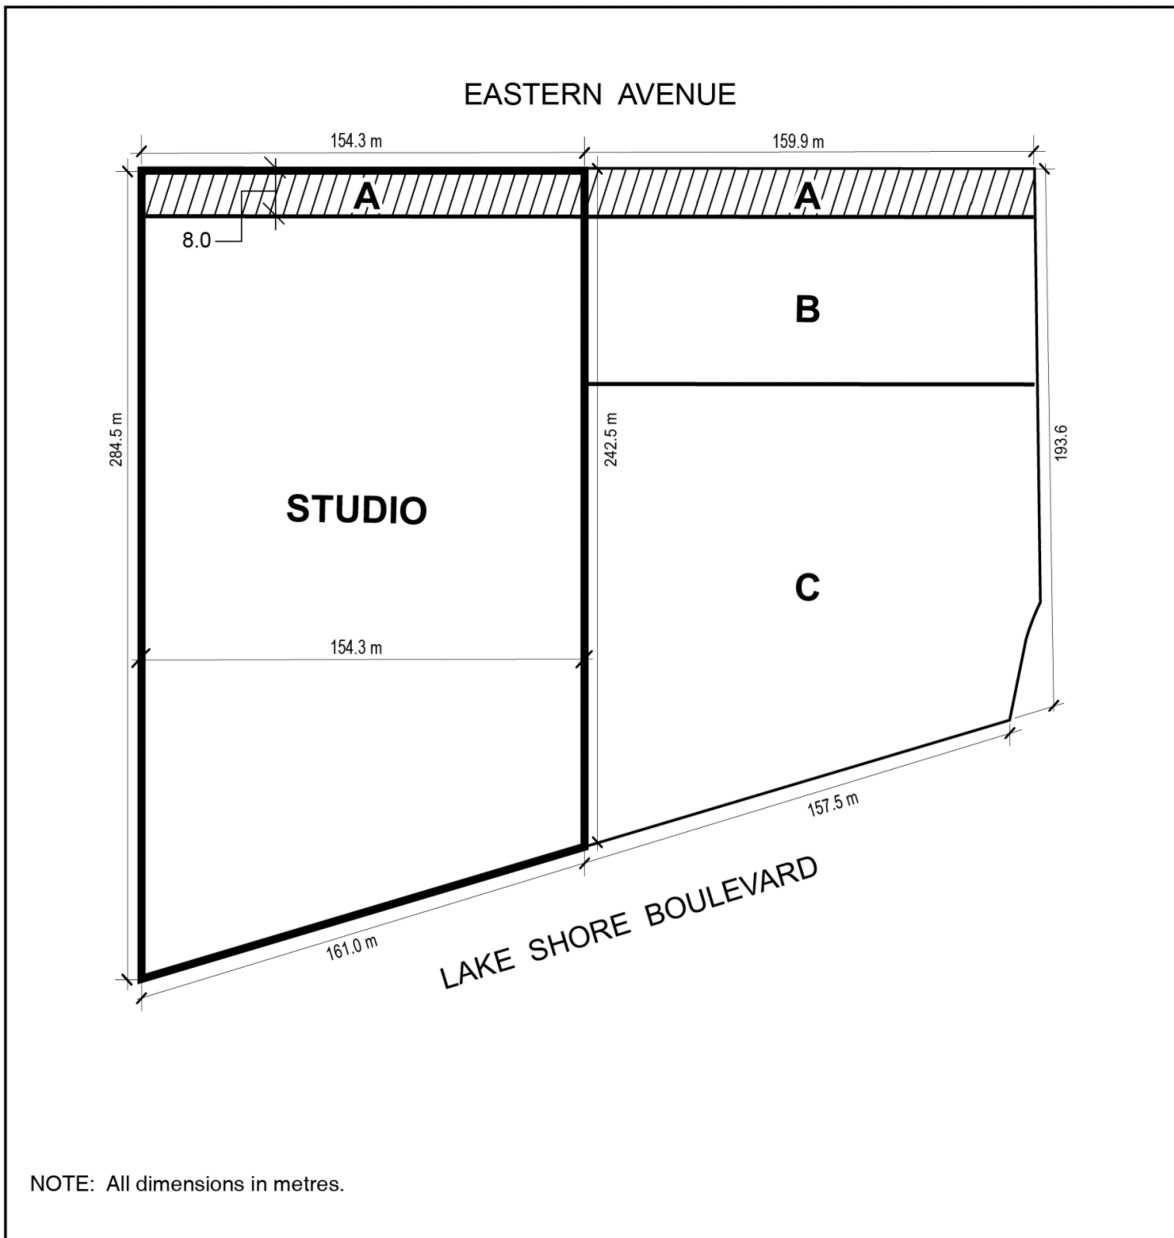 EASTERN AVENUE
154.3 m
159.9 m
A
A
8.0
B
284.5 m
242.5 m
193.6
STUDIO
C
154.3 m
157.5 m
161.0 m
LAKE SHORE BOULEVARD
NOTE: All dimensions in metres.